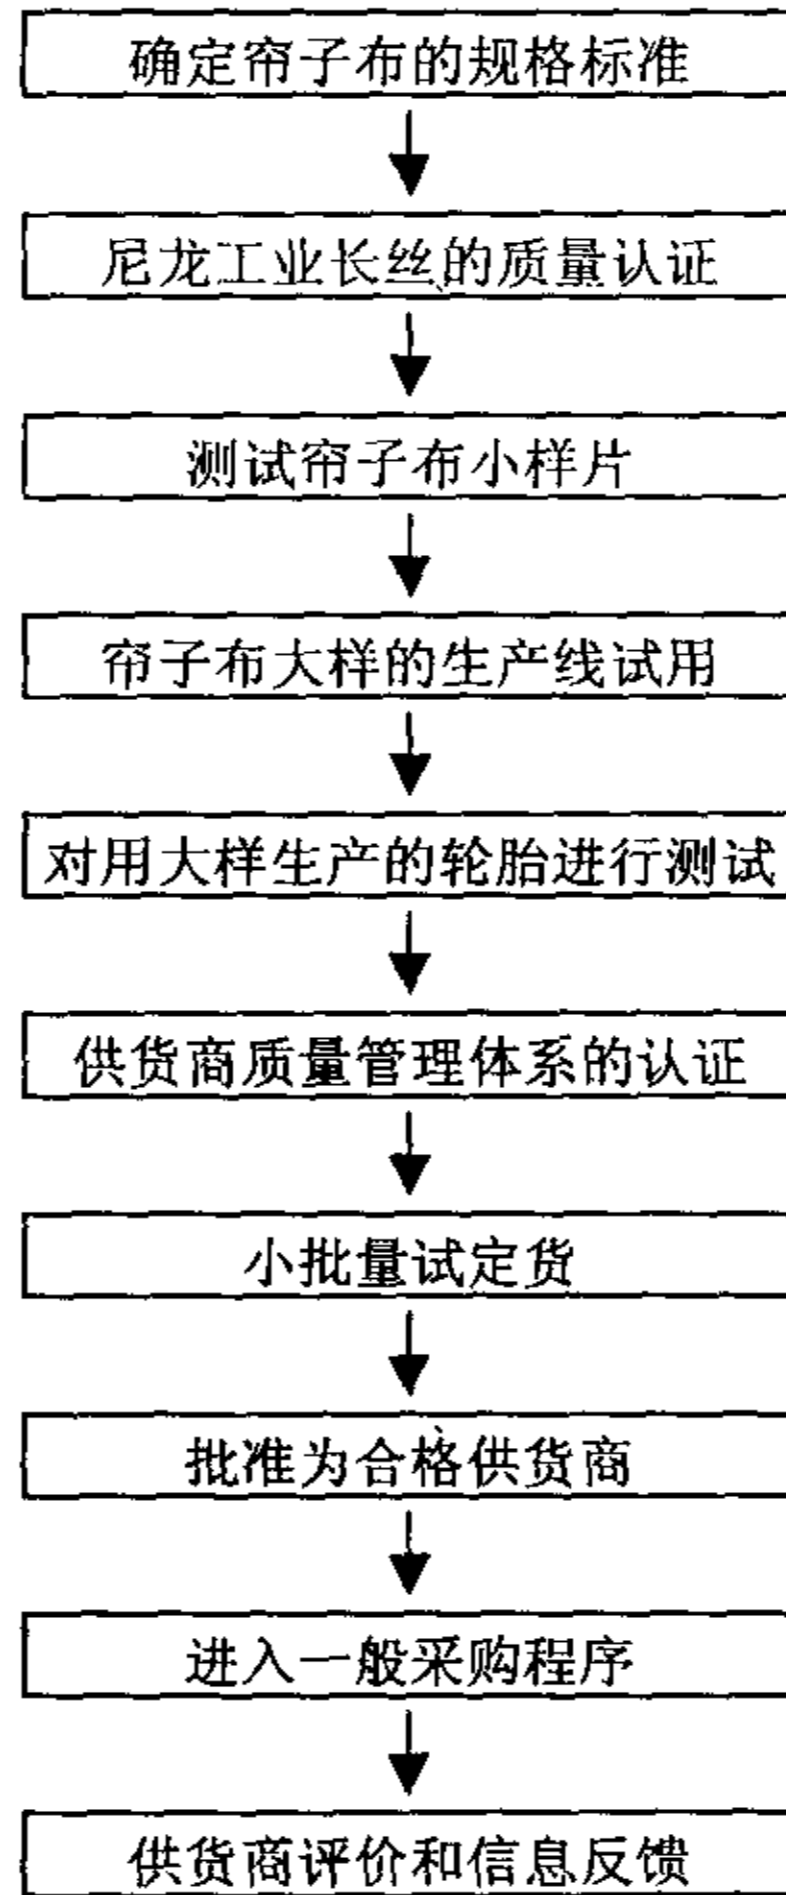 确定帘子布的规格标准
尼龙工业长丝的质量认证
测试帘子布小样片
帘子布大样的生产线试用
对用大样生产的轮胎进行测试
供货商质量管理体系的认证
小批量试定货
批准为合格供货商
进入一般采购程序
供货商评价和信息反馈